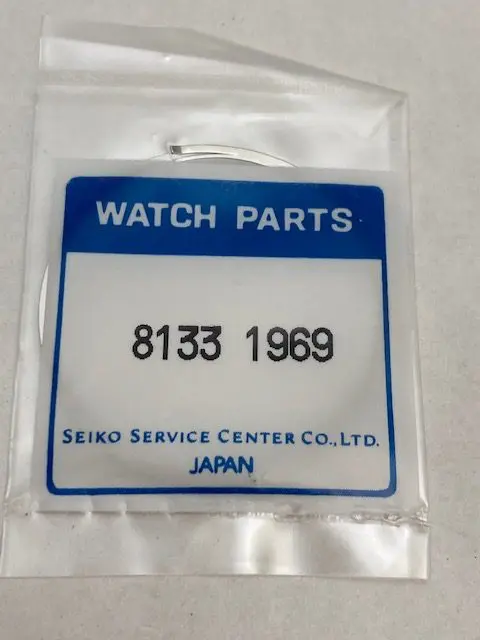 WATCH PARTS
8133 1969
SEIKO SERVICE CENTER CO., LTD.
JAPAN